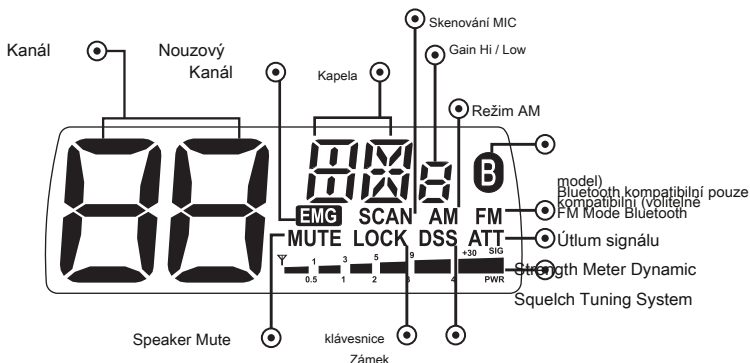 Skenování MIC
Kanál
Nouzový
Kanál
Gain Hi / Low
Kapela
Režim AM
B
model)
Bluetooth kompatibilní pouze
kompatibilní (volitelné
FM Mode Bluetooth
EMG SCAN AM FM
MUTE LOCK DSS ATT
Útlum signálu
1 3 5 9 +30 SIG
0.5 1 2 3 4 PWR
Strength Meter Dynamic
Squelch Tuning System
Speaker Mute
klávesnice
Zámek